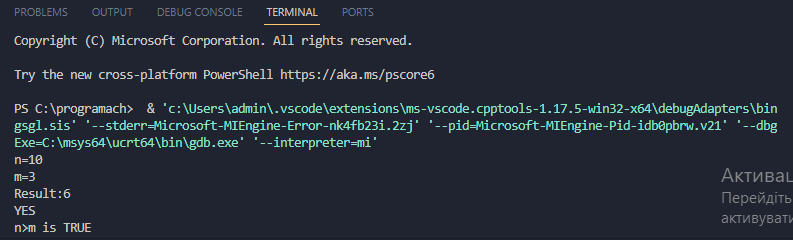 PROBLEMS OUTPUT DEBUG CONSOLE TERMINAL PORTS
Copyright (C) Microsoft Corporation. All rights reserved.
Try the new cross-platform PowerShell https://aka.ms/pscore6
PS C:\programach>  & 'c:\Users\admin\.vscode\extensions\ms-vscode.cpptools-1.17.5-win32-x64\debugAdapters\bin
gsgl.sis' '--stderr=Microsoft-MIEngine-Error-nk4fb23i.2zj' '--pid=Microsoft-MIEngine-Pid-idb0pbrw.v21' '--dbg
Exe=C:\msys64\ucrt64\bin\gdb.exe' '--interpreter=mi'
n=10
m=3
Result:6
YES
n>m is TRUE
Перейдіть
активувати